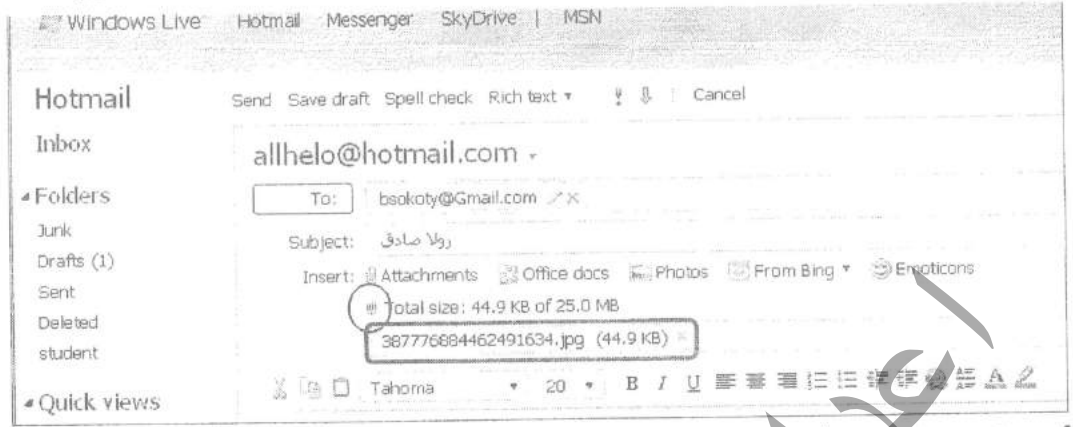 Windows Live Hotmail Messenger SkyDrive | MSN
Hotmail
Send Save draft Spell check Rich text Cancel
Inbox
allhelo@hotmail.com
Folders
To: bsokoty@Gmail.com
Junk
Subject: رولا صادق
Drafts (1)
Insert: Attachments Office docs Photos From Bing Emoticons
Sent
Total size: 44.9 KB of 25.0 MB
Deleted
387776884462491634.jpg (44.9 KB)
student
Tahoma 20 B I U A
Quick views